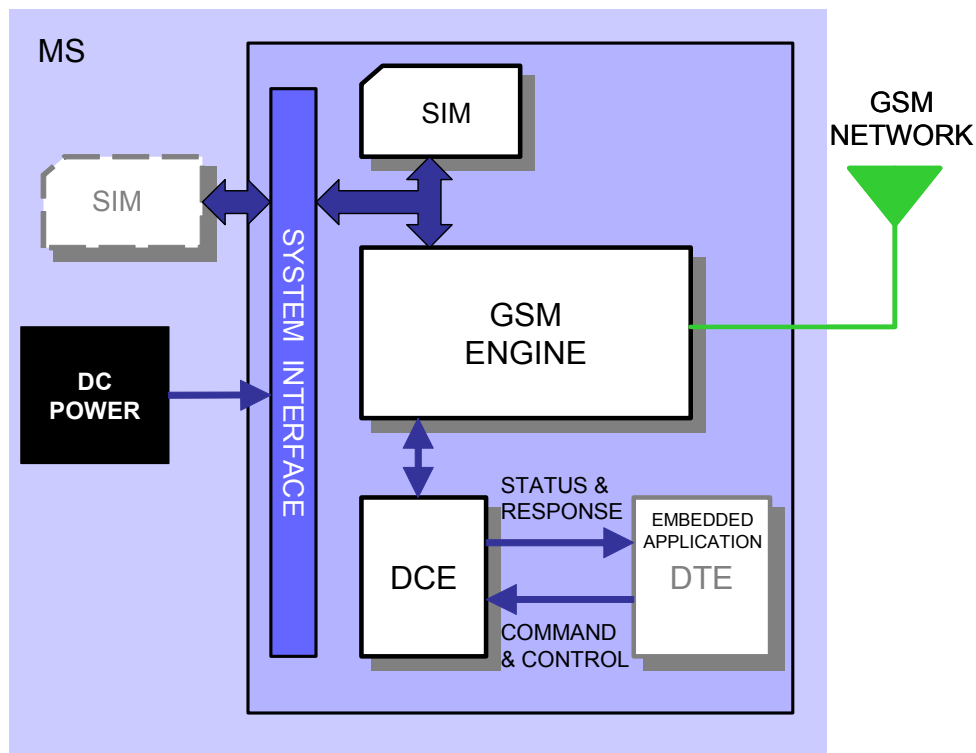 MS
SIM
GSM
NETWORK
SIM
SYSTEM INTERFACE
GSM
ENGINE
DC
POWER
STATUS &
RESPONSE
EMBEDDED
APPLICATION
DCE
DTE
COMMAND
& CONTROL